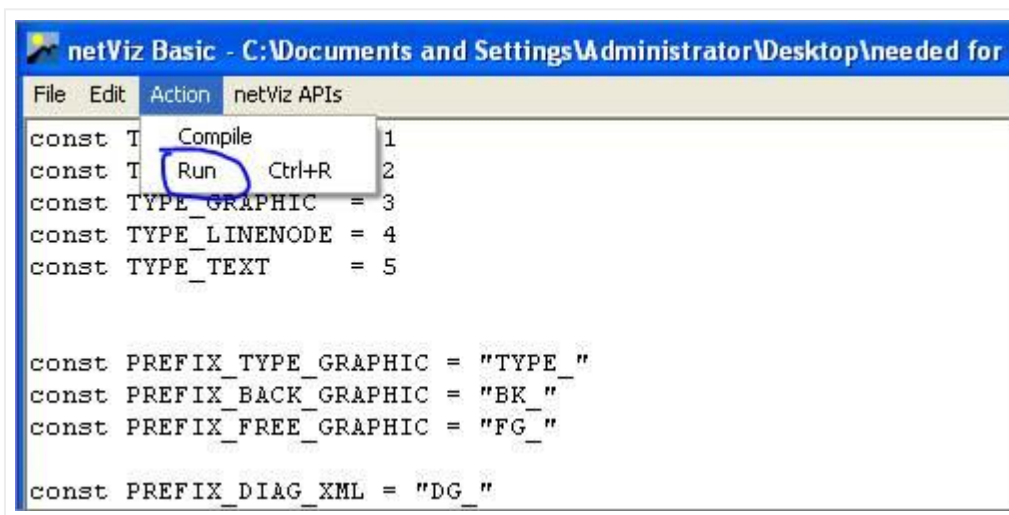 netViz Basic - C:\Documents and Settings\Administrator\Desktop\needed for
File Edit Action netViz APIs
const T Compile 1
const T Run Ctrl+R 2
const TYPE_GRAPHIC = 3
const TYPE_LINENODE = 4
const TYPE_TEXT = 5
const PREFIX_TYPE_GRAPHIC = "TYPE_"
const PREFIX_BACK_GRAPHIC = "BK_"
const PREFIX_FREE_GRAPHIC = "FG_"
const PREFIX_DIAG_XML = "DG_"